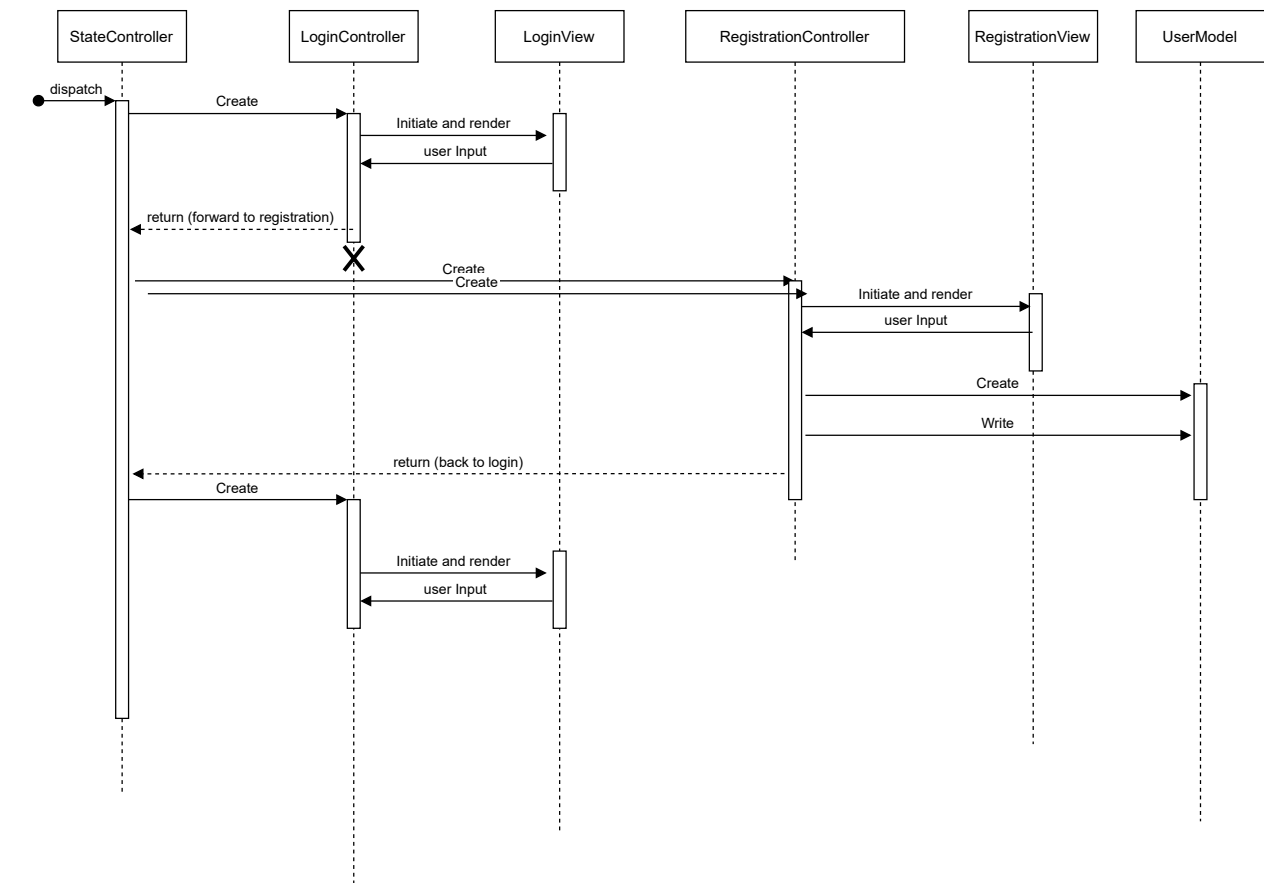 StateController
LoginController
LoginView
RegistrationController
RegistrationView
UserModel
dispatch
Create
Initiate and render
user Input
return (forward to registration)
Create
Create
Initiate and render
user Input
Create
Write
return (back to login)
Create
Initiate and render
user Input